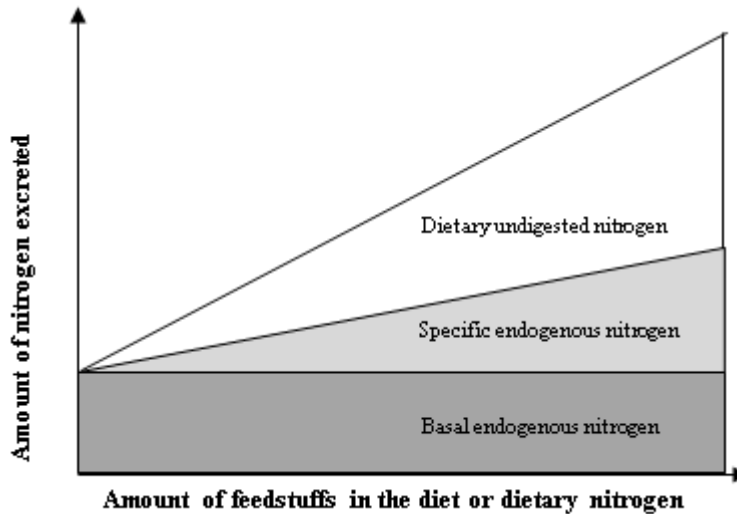 Amount of nitrogen excreted
Dietary undigested nitrogen
Specific endogenous nitrogen
Basal endogenous nitrogen
Amount of feedstuffs in the diet or dietary nitrogen